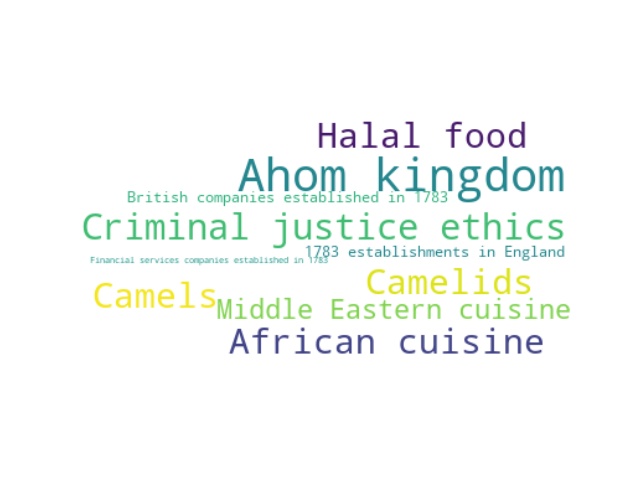 Halal food
Ahom kingdom
British companies established in 1783
Criminal justice ethics
1783 establishments in England
Financial services companies established in 1783
Camelids
Camels
Middle Eastern cuisine
African cuisine